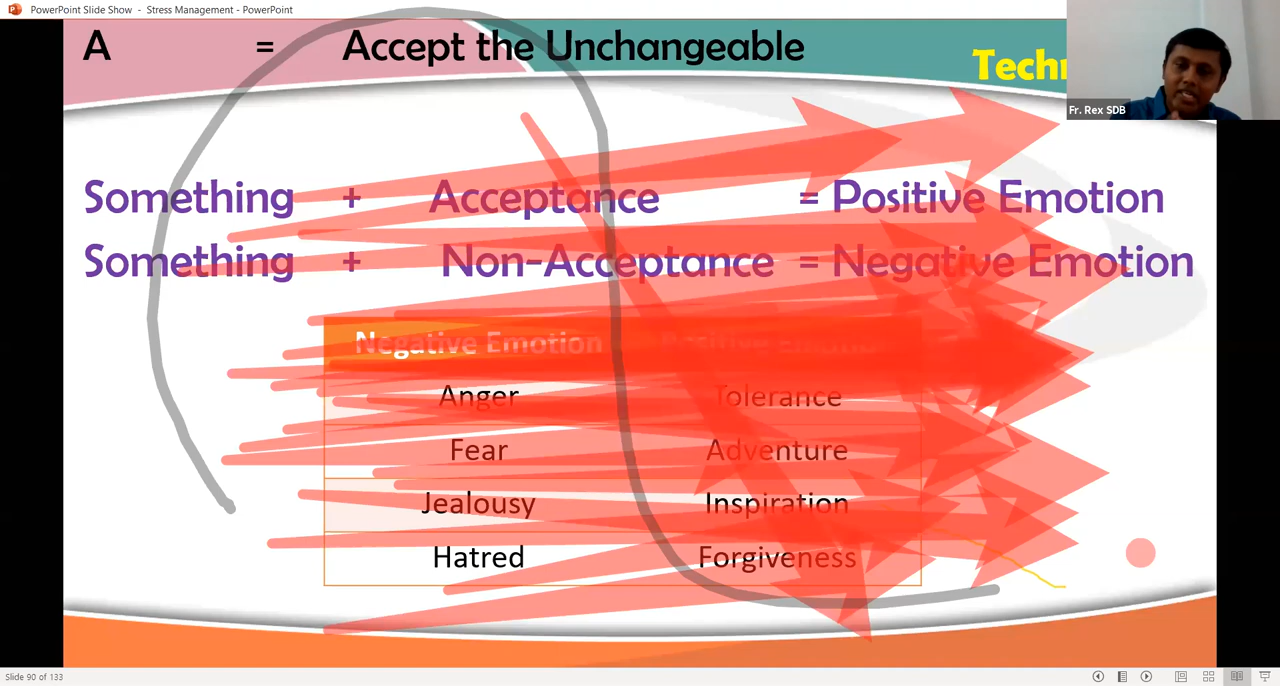 PowerPoint Slide Show - Stress Management - PowerPoint
A = Accept the Unchangeable
Fr. Rex SDB
Something + Acceptance = Positive Emotion
Something + Non-Acceptance = Negative Emotion
Negative Emotion Positive
Anger Tolerance
Fear Adventure
Jealousy Inspiration
Hatred Forgiveness
Slide 90 of 133